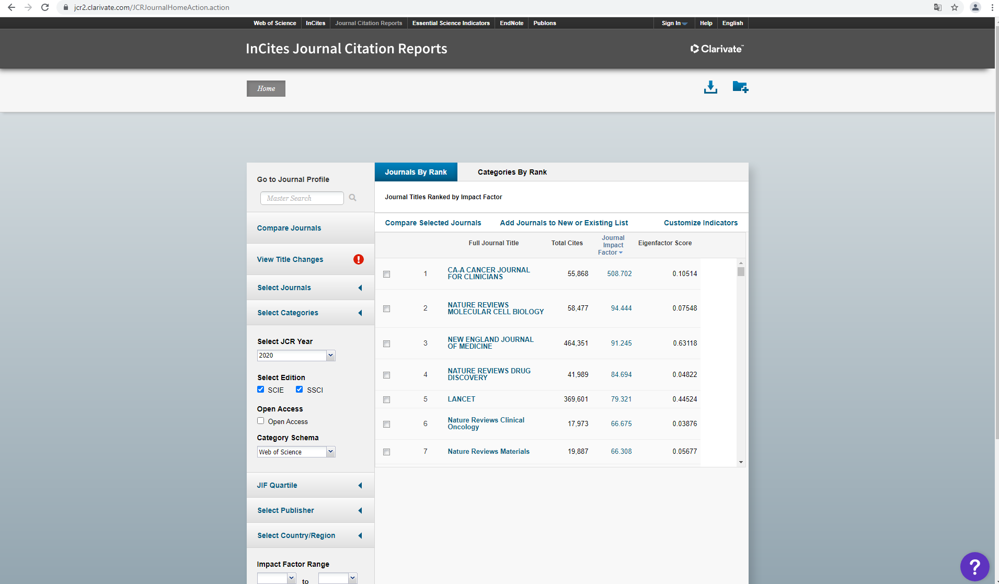 jcr2.clarivate.com/JCRJournalHomeAction.action
Web of Science InCites Journal Citation Reports Essential Science Indicators EndNote Publons Sign In Help English
InCites Journal Citation Reports
Clarivate™
Home
Go to Journal Profile
Master Search
Compare Journals
View Title Changes
Select Journals
Select Categories
Select JCR Year
2020
Select Edition
SCIE SSCI
Open Access
Open Access
Category Schema
Web of Science
JIF Quartile
Select Publisher
Select Country/Region
Impact Factor Range
to
Journals By Rank Categories By Rank
Journal Titles Ranked by Impact Factor
Compare Selected Journals Add Journals to New or Existing List Customize Indicators
Full Journal Title Total Cites Journal Impact Factor Eigenfactor Score
1 CA-A CANCER JOURNAL FOR CLINICIANS 55,868 508.702 0.10514
2 NATURE REVIEWS MOLECULAR CELL BIOLOGY 58,477 94.444 0.07548
3 NEW ENGLAND JOURNAL OF MEDICINE 464,351 91.245 0.63118
4 NATURE REVIEWS DRUG DISCOVERY 41,989 84.694 0.04822
5 LANCET 369,601 79.321 0.44524
6 Nature Reviews Clinical Oncology 17,973 66.675 0.03876
7 Nature Reviews Materials 19,887 66.308 0.05677
?